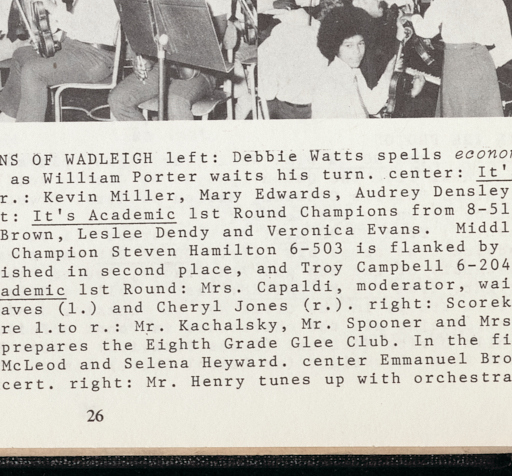 NS OF WADLEIGH left: Debbie Watts spells econo
as William Porter waits his turn. center: It'
r.: Kevin Miller, Mary Edwards, Audrey Densley
t: It's Academic 1st Round Champions from 8-51
Brown, Leslee Dendy and Veronica Evans. Middl
Champion Steven Hamilton 6-503 is flanked by
ished in second place, and Troy Campbell 6-204
ademic 1st Round: Mrs. Capaldi, moderator, wai
aves (l.) and Cheryl Jones (r.). right: Scorek
re l.to r.: Mr. Kachalsky, Mr. Spooner and Mrs
prepares the Eighth Grade Glee Club. In the fi
McLeod and Selena Heyward. center Emmanuel Bro
cert. right: Mr. Henry tunes up with orchestra
26